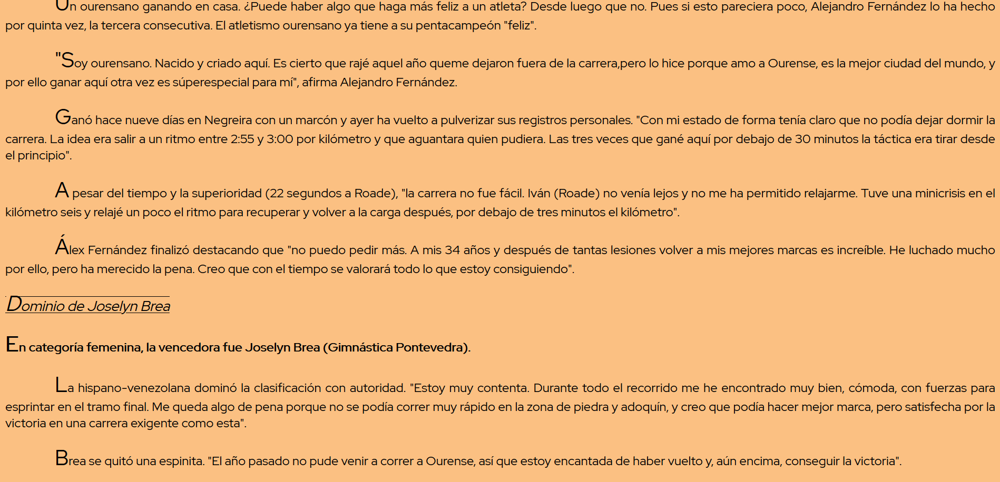 Un ourensano ganando en casa. ¿Puede haber algo que haga más feliz a un atleta? Desde luego que no. Pues si esto pareciera poco, Alejandro Fernández lo ha hecho
por quinta vez, la tercera consecutiva. El atletismo ourensano ya tiene a su pentacampeón "feliz".
"Soy ourensano. Nacido y criado aquí. Es cierto que rajé aquel año queme dejaron fuera de la carrera,pero lo hice porque amo a Ourense, es la mejor ciudad del mundo, y
por ello ganar aquí otra vez es súperespecial para mí", afirma Alejandro Fernández.
Ganó hace nueve días en Negreira con un marcón y ayer ha vuelto a pulverizar sus registros personales. "Con mi estado de forma tenía claro que no podía dejar dormir la
carrera. La idea era salir a un ritmo entre 2:55 y 3:00 por kilómetro y que aguantara quien pudiera. Las tres veces que gané aquí por debajo de 30 minutos la táctica era tirar desde
el principio".
A pesar del tiempo y la superioridad (22 segundos a Roade), "la carrera no fue fácil. Iván (Roade) no venía lejos y no me ha permitido relajarme. Tuve una minicrisis en el
kilómetro seis y relajé un poco el ritmo para recuperar y volver a la carga después, por debajo de tres minutos el kilómetro".
Álex Fernández finalizó destacando que "no puedo pedir más. A mis 34 años y después de tantas lesiones volver a mis mejores marcas es increíble. He luchado mucho
por ello, pero ha merecido la pena. Creo que con el tiempo se valorará todo lo que estoy consiguiendo".
Dominio de Joselyn Brea
En categoría femenina, la vencedora fue Joselyn Brea (Gimnástica Pontevedra).
La hispano-venezolana dominó la clasificación con autoridad. "Estoy muy contenta. Durante todo el recorrido me he encontrado muy bien, cómoda, con fuerzas para
esprintar en el tramo final. Me queda algo de pena porque no se podía correr muy rápido en la zona de piedra y adoquín, y creo que podía hacer mejor marca, pero satisfecha por la
victoria en una carrera exigente como esta".
Brea se quitó una espinita. "El año pasado no pude venir a correr a Ourense, así que estoy encantada de haber vuelto y, aún encima, conseguir la victoria".